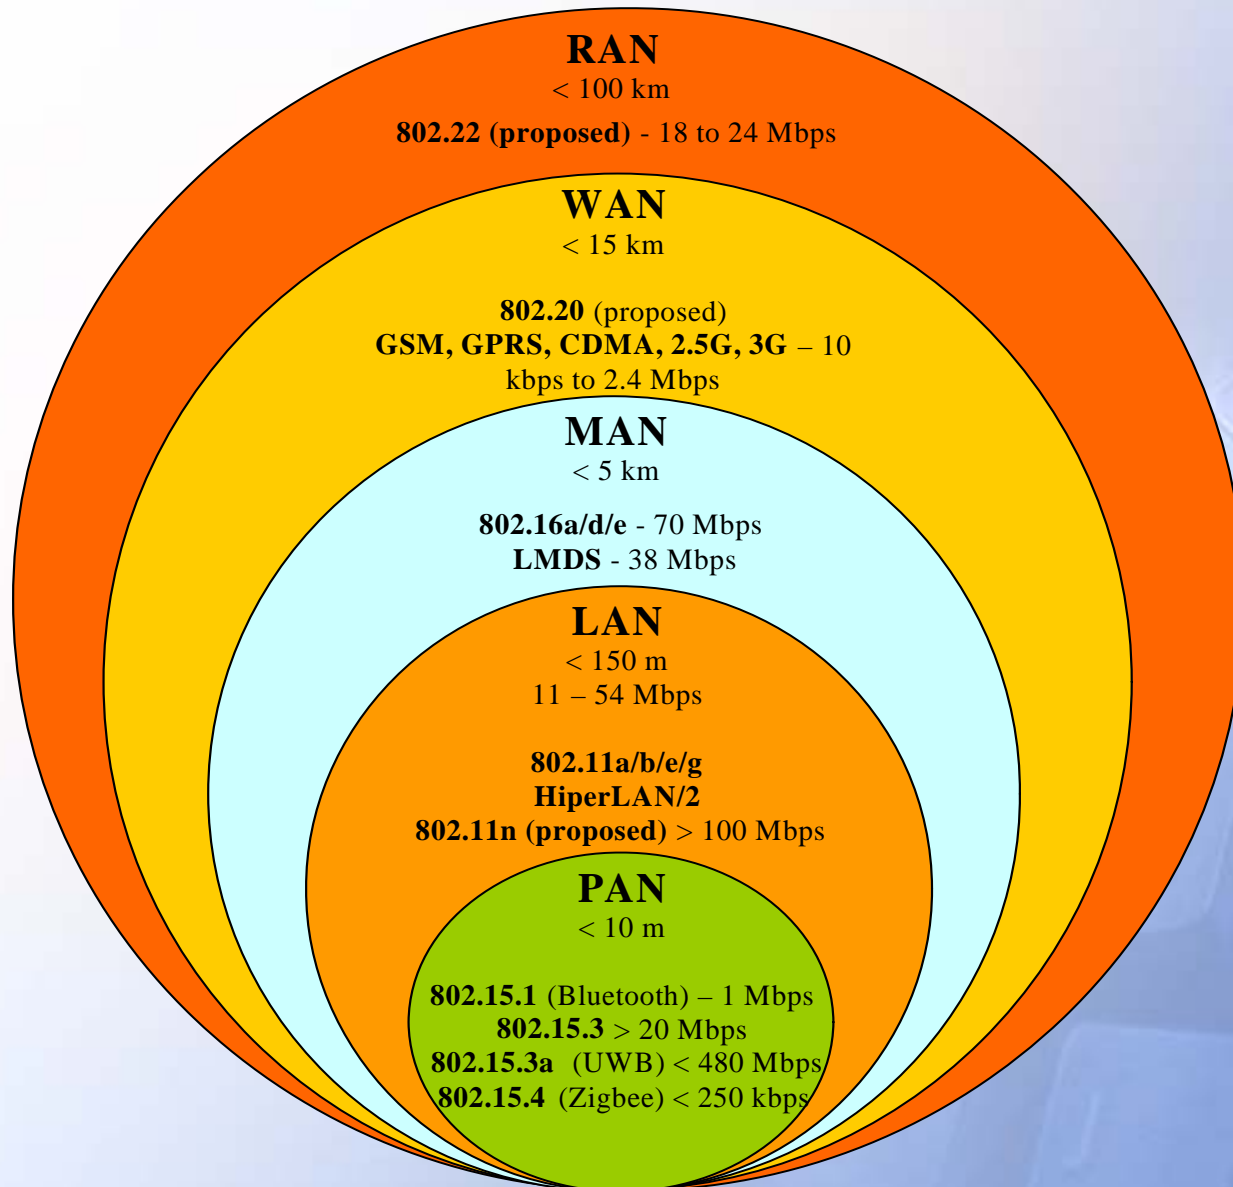 RAN
< 100 km
802.22 (proposed) - 18 to 24 Mbps
WAN
< 15 km
802.20 (proposed)
GSM, GPRS, CDMA, 2.5G, 3G – 10
kbps to 2.4 Mbps
MAN
< 5 km
802.16a/d/e - 70 Mbps
LMDS - 38 Mbps
LAN
< 150 m
11 – 54 Mbps
802.11a/b/e/g
HiperLAN/2
802.11n (proposed) > 100 Mbps
PAN
< 10 m
802.15.1 (Bluetooth) – 1 Mbps
802.15.3 > 20 Mbps
802.15.3a (UWB) < 480 Mbps
802.15.4 (Zigbee) < 250 kbps